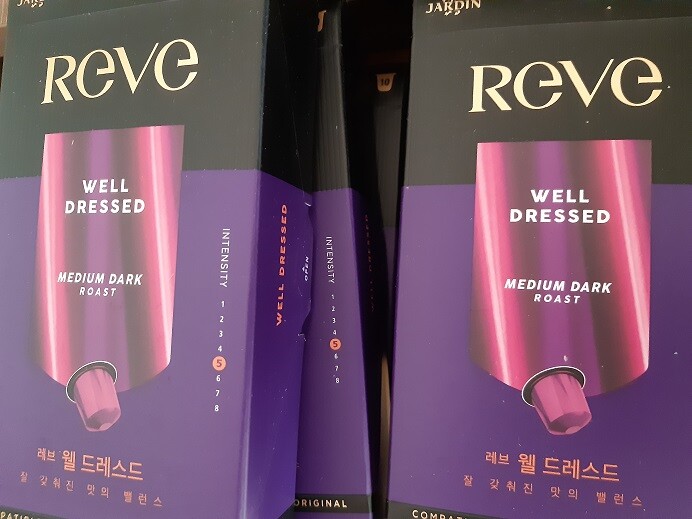 JARDIN
REVE
WELL
DRESSED
MEDIUM DARK
ROAST
레브 웰 드레스드
잘 갖춰진 맛의 밸런스
INTENSITY
1
2
3
4
5
6
7
8
WELL DRESSED
INTENSITY
1
2
3
4
5
6
7
8
WELL DRESSED
ORIGINAL
10
JARDIN
REVE
WELL
DRESSED
MEDIUM DARK
ROAST
레브 웰 드레스드
잘 갖춰진 맛의 밸런스